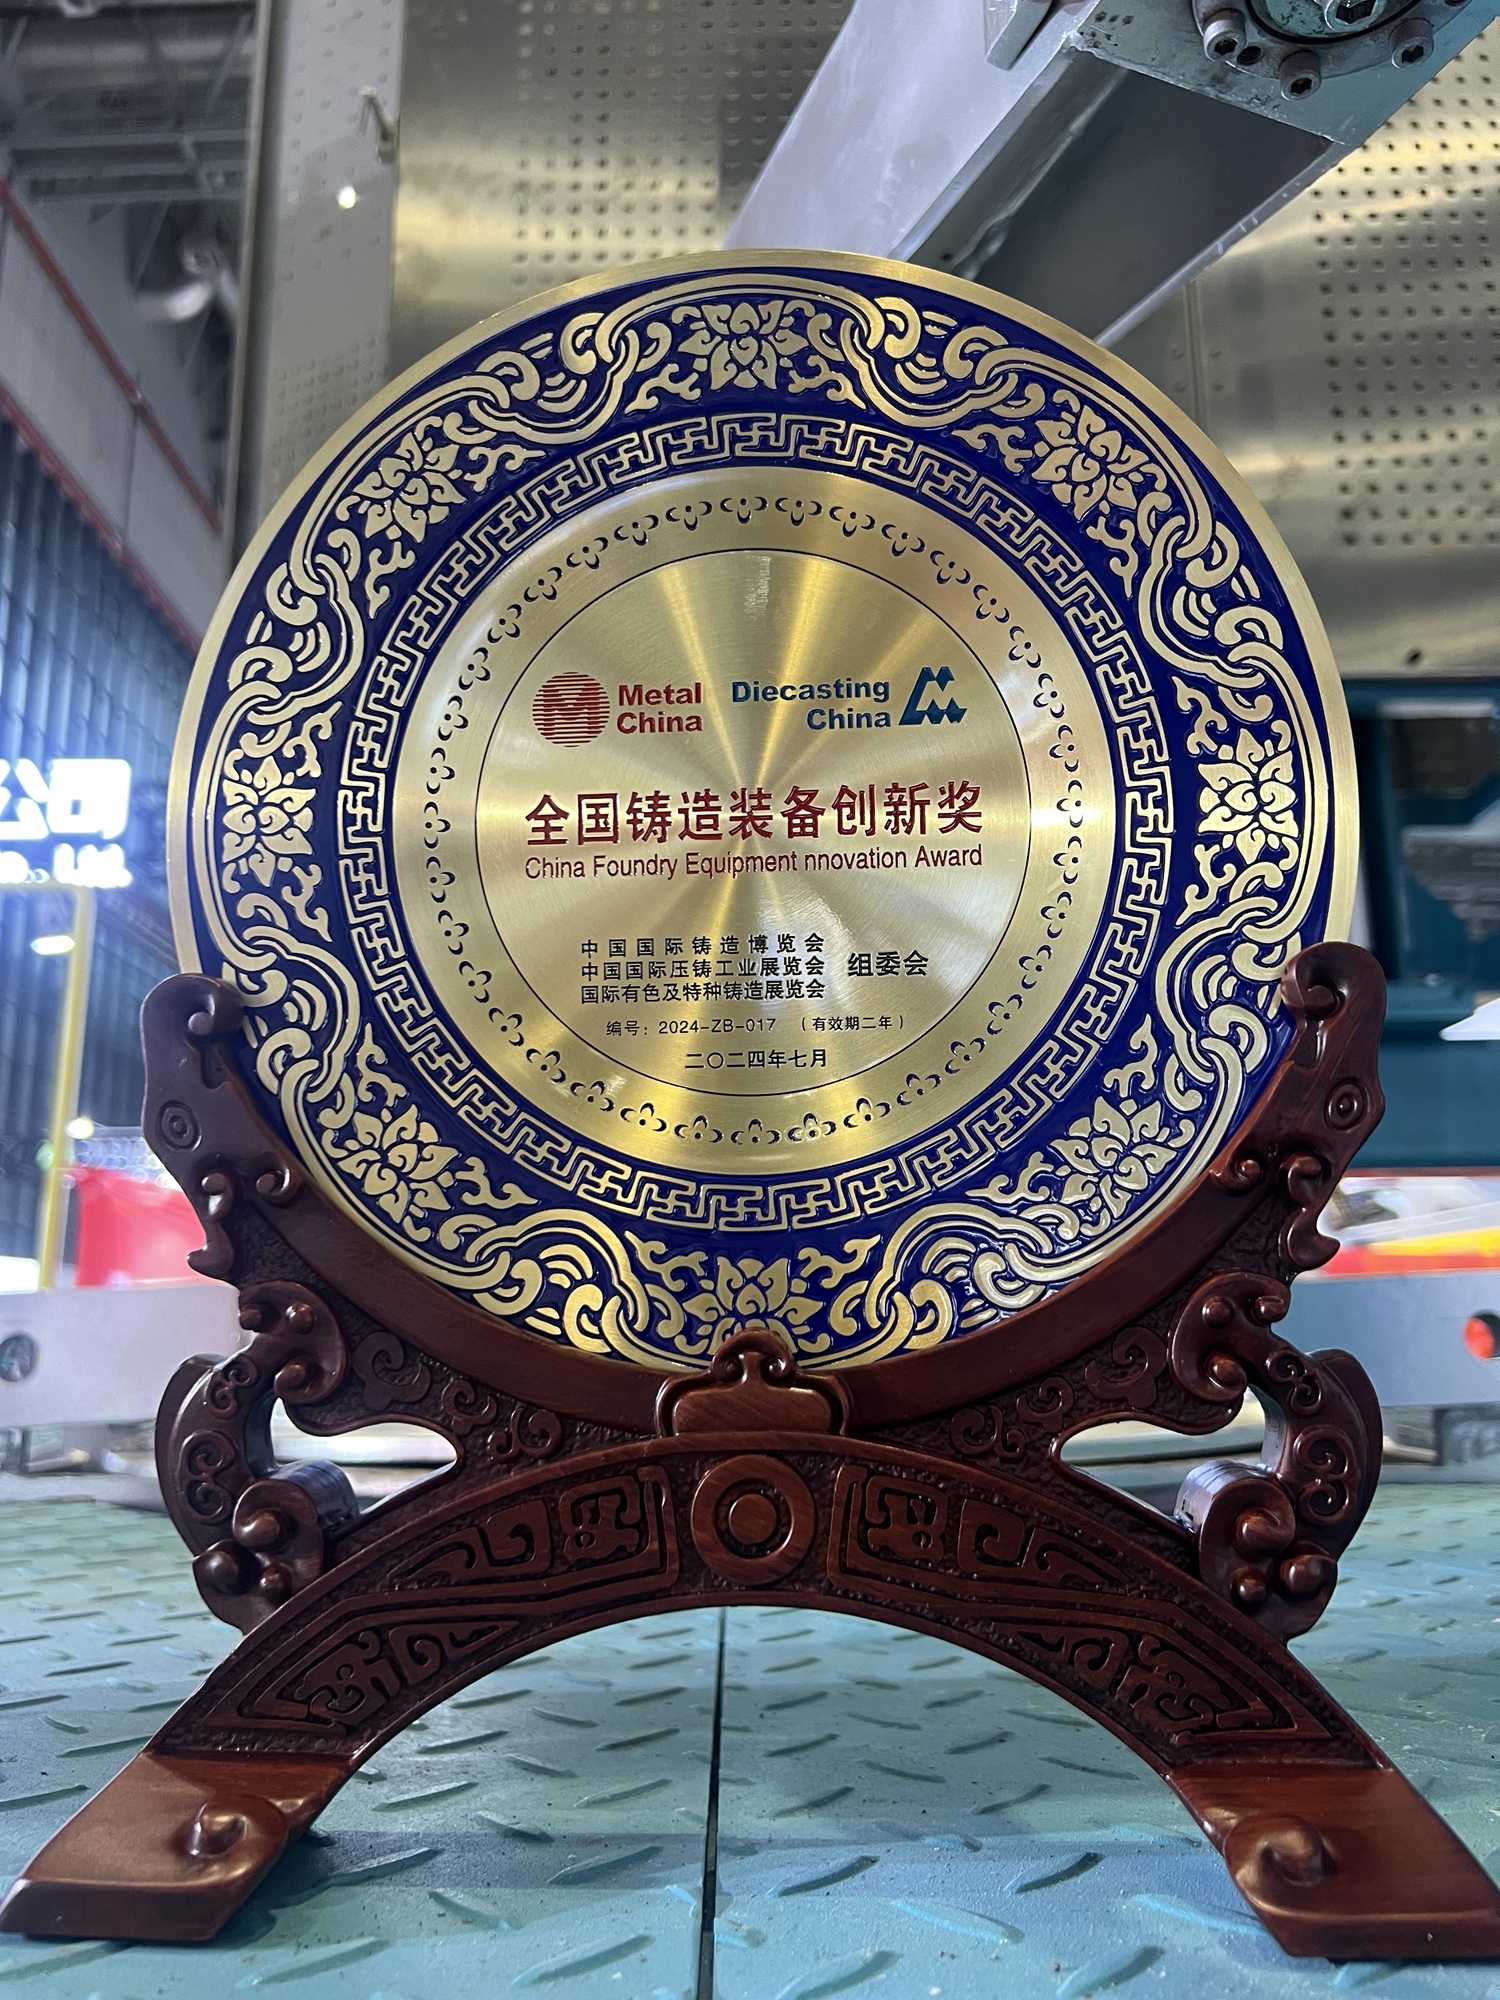 Metal
China
Diecasting
China
全国铸造装备创新奖
China Foundry Equipment nnovation Award
中国国际铸造博览会
中国国际压铸工业展览会 组委会
国际有色及特种铸造展览会
编号：2024-ZB-017 （有效期二年）
二〇二四年七月
公司
., Ltd.